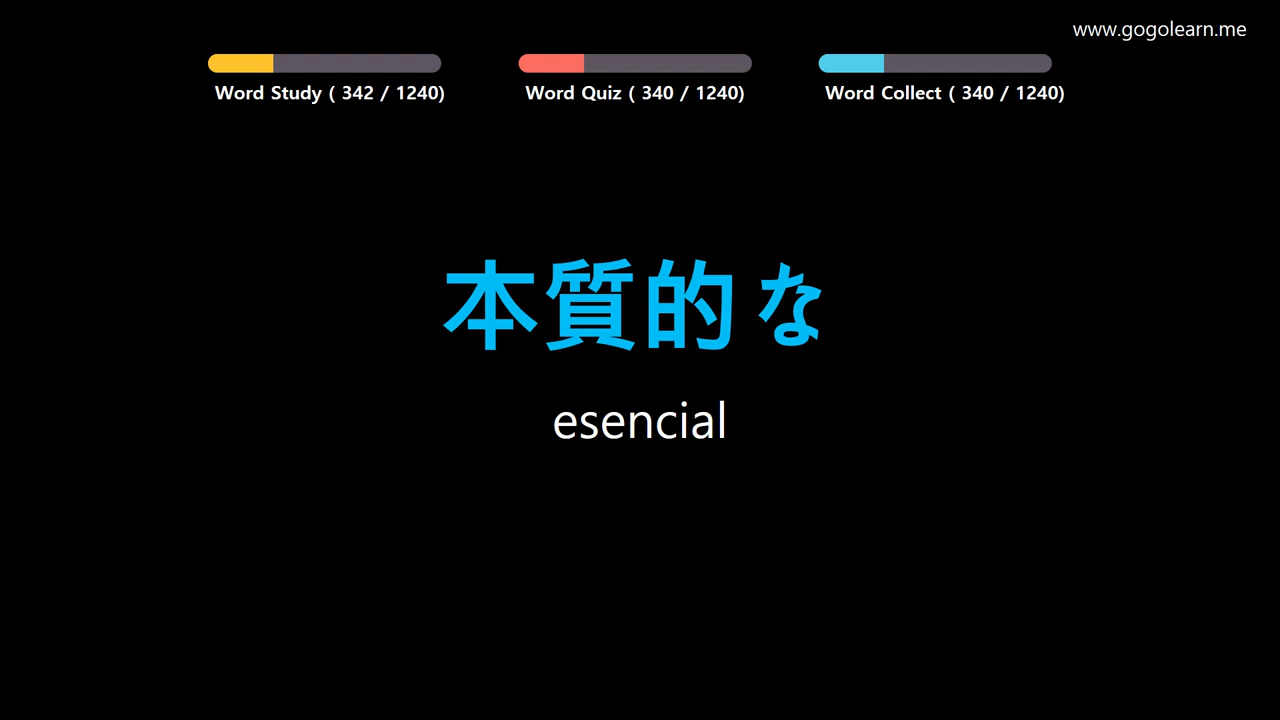 www.gogolearn.me
Word Study ( 342 / 1240)
Word Quiz ( 340 / 1240)
Word Collect ( 340 / 1240)
本質的な
esencial